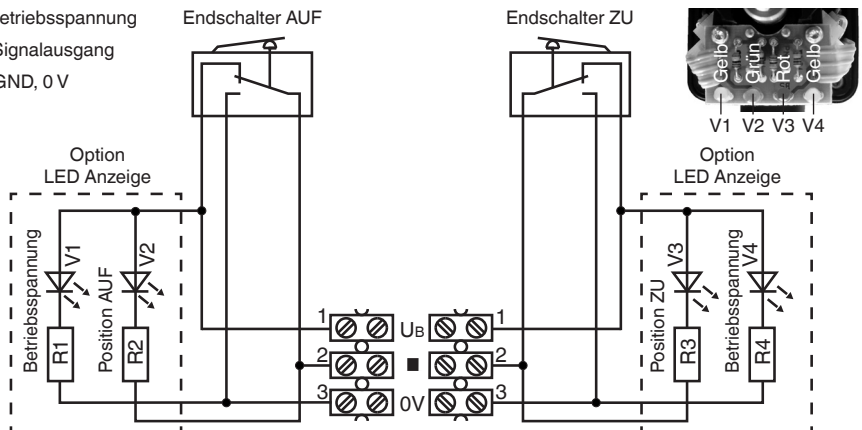 etriebsspannung
Signalausgang
GND, 0 V
Endschalter AUF
Endschalter ZU
Gelb
Grün
Rot
Gelb
V1 V2 V3 V4
Option
LED Anzeige
Option
LED Anzeige
Betriebsspannung
V1
Position AUF
V2
R1
R2
Position ZU
V3
Betriebsspannung
V4
R3
R4
1
UB
1
2
2
3
0V
3